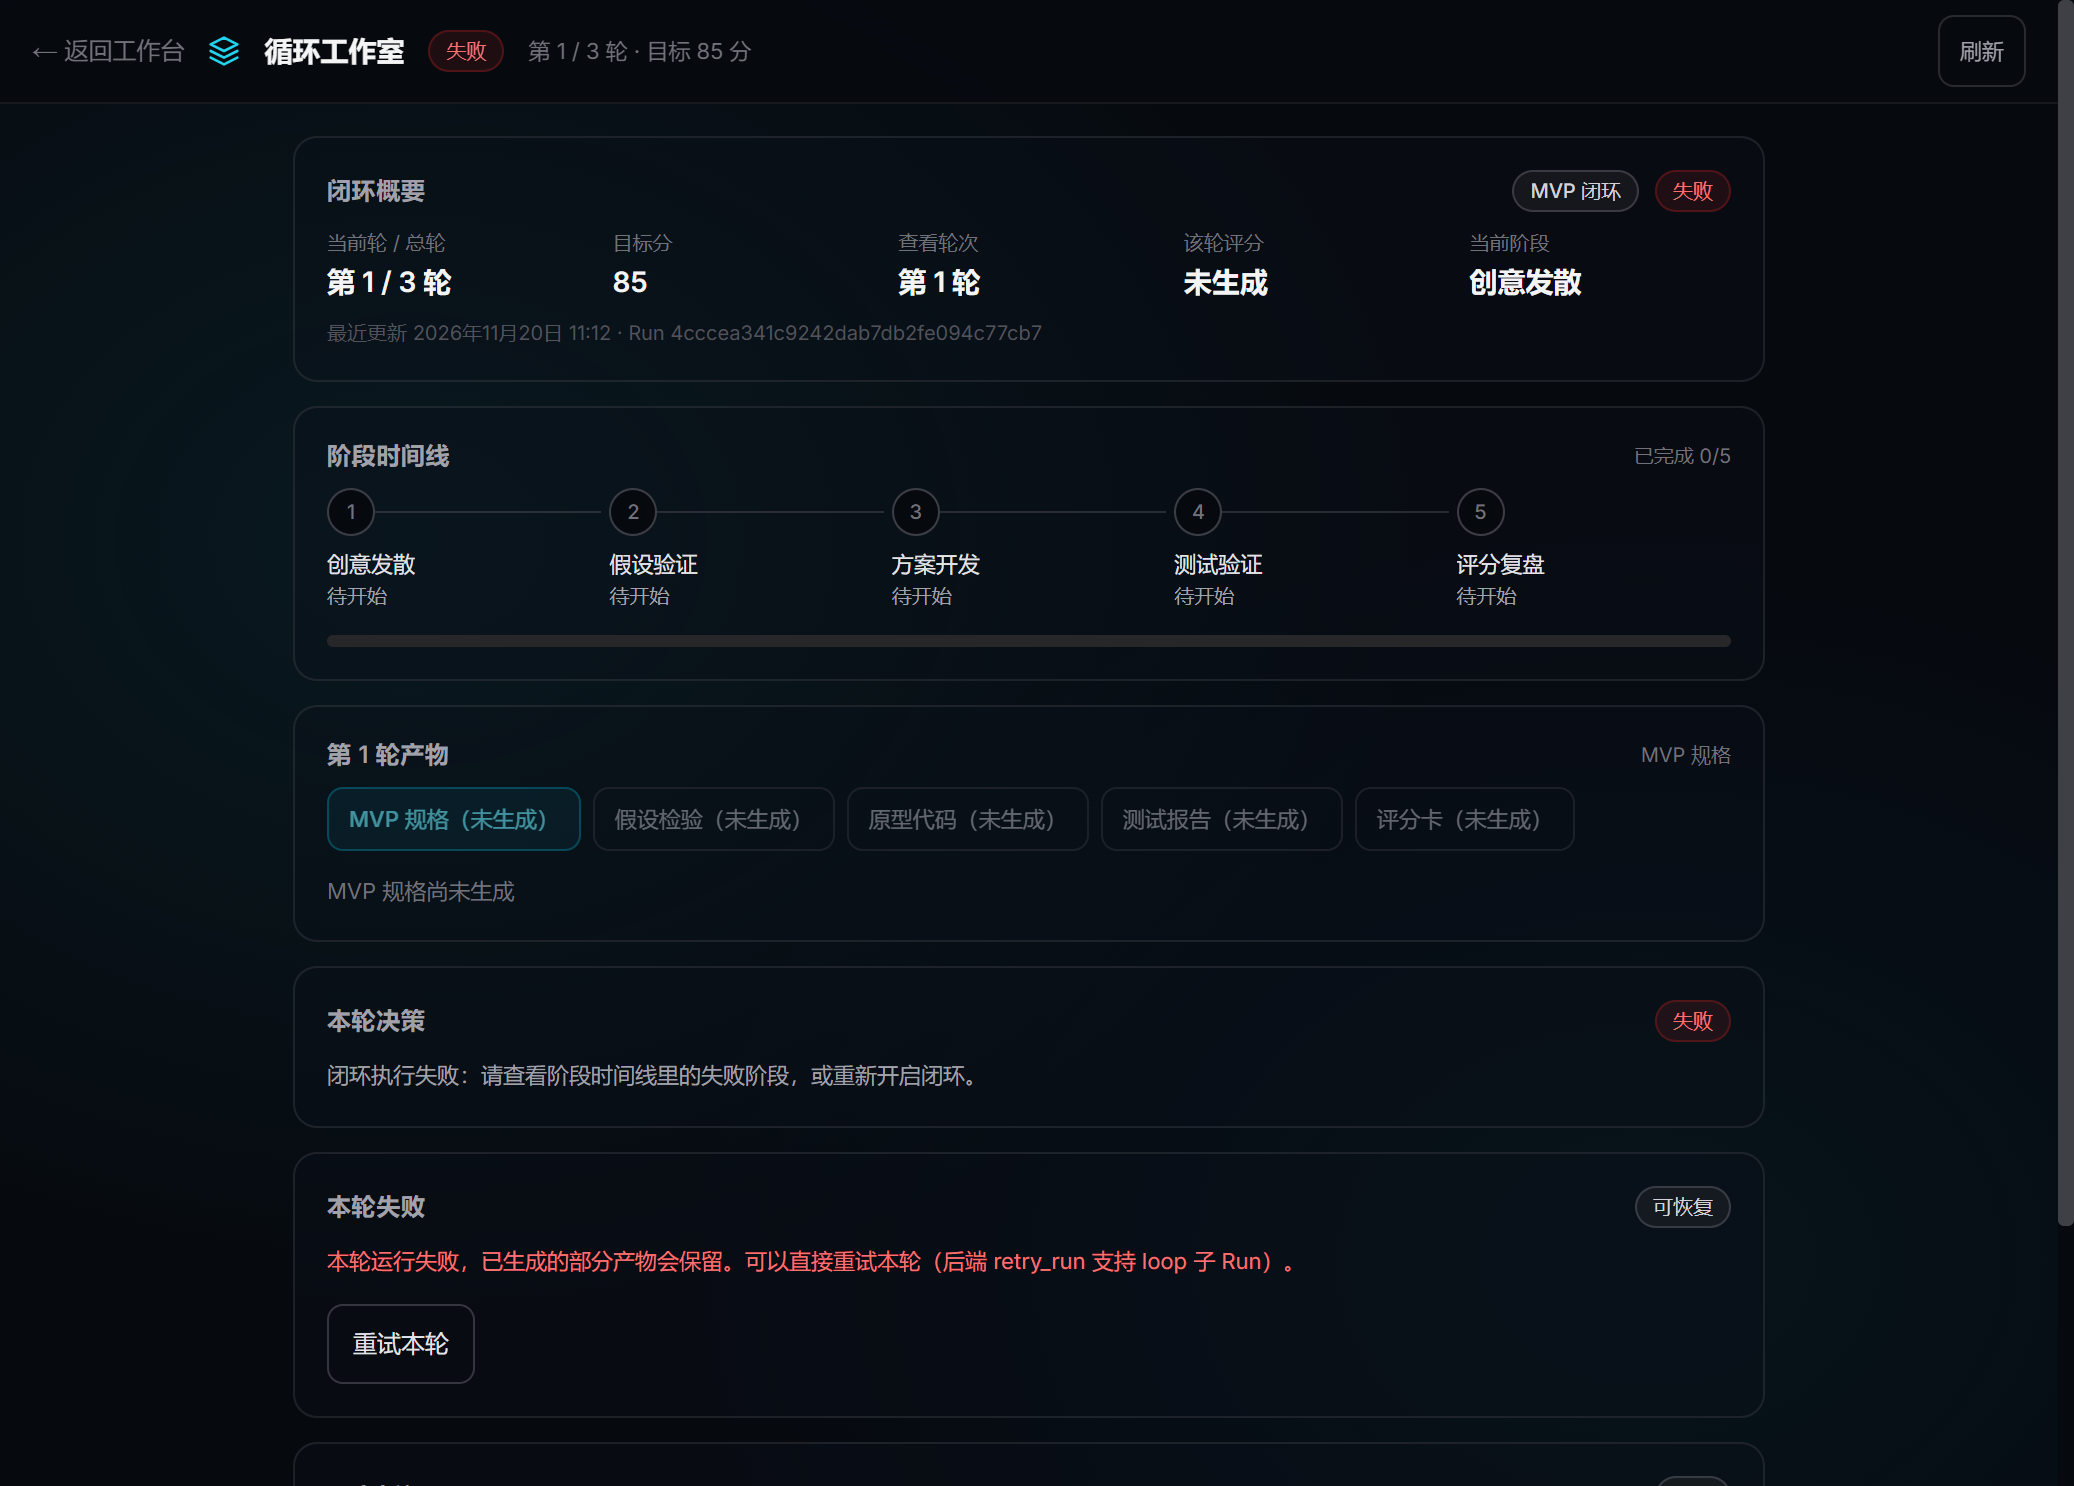 ← 返回工作台 循环工作室 失败 第 1 / 3 轮 · 目标 85 分 刷新
闭环概要 MVP 闭环 失败
当前轮 / 总轮 目标分 查看轮次 该轮评分 当前阶段
第 1 / 3 轮 85 第 1 轮 未生成 创意发散
最近更新 2026年11月20日 11:12 · Run 4cccea341c9242dab7db2fe094c77cb7
阶段时间线 已完成 0/5
1 2 3 4 5
创意发散 假设验证 方案开发 测试验证 评分复盘
待开始 待开始 待开始 待开始 待开始
第 1 轮产物 MVP 规格
MVP 规格（未生成） 假设检验（未生成） 原型代码（未生成） 测试报告（未生成） 评分卡（未生成）
MVP 规格尚未生成
本轮决策 失败
闭环执行失败：请查看阶段时间线里的失败阶段，或重新开启闭环。
本轮失败 可恢复
本轮运行失败，已生成的部分产物会保留。可以直接重试本轮（后端 retry_run 支持 loop 子 Run）。
重试本轮